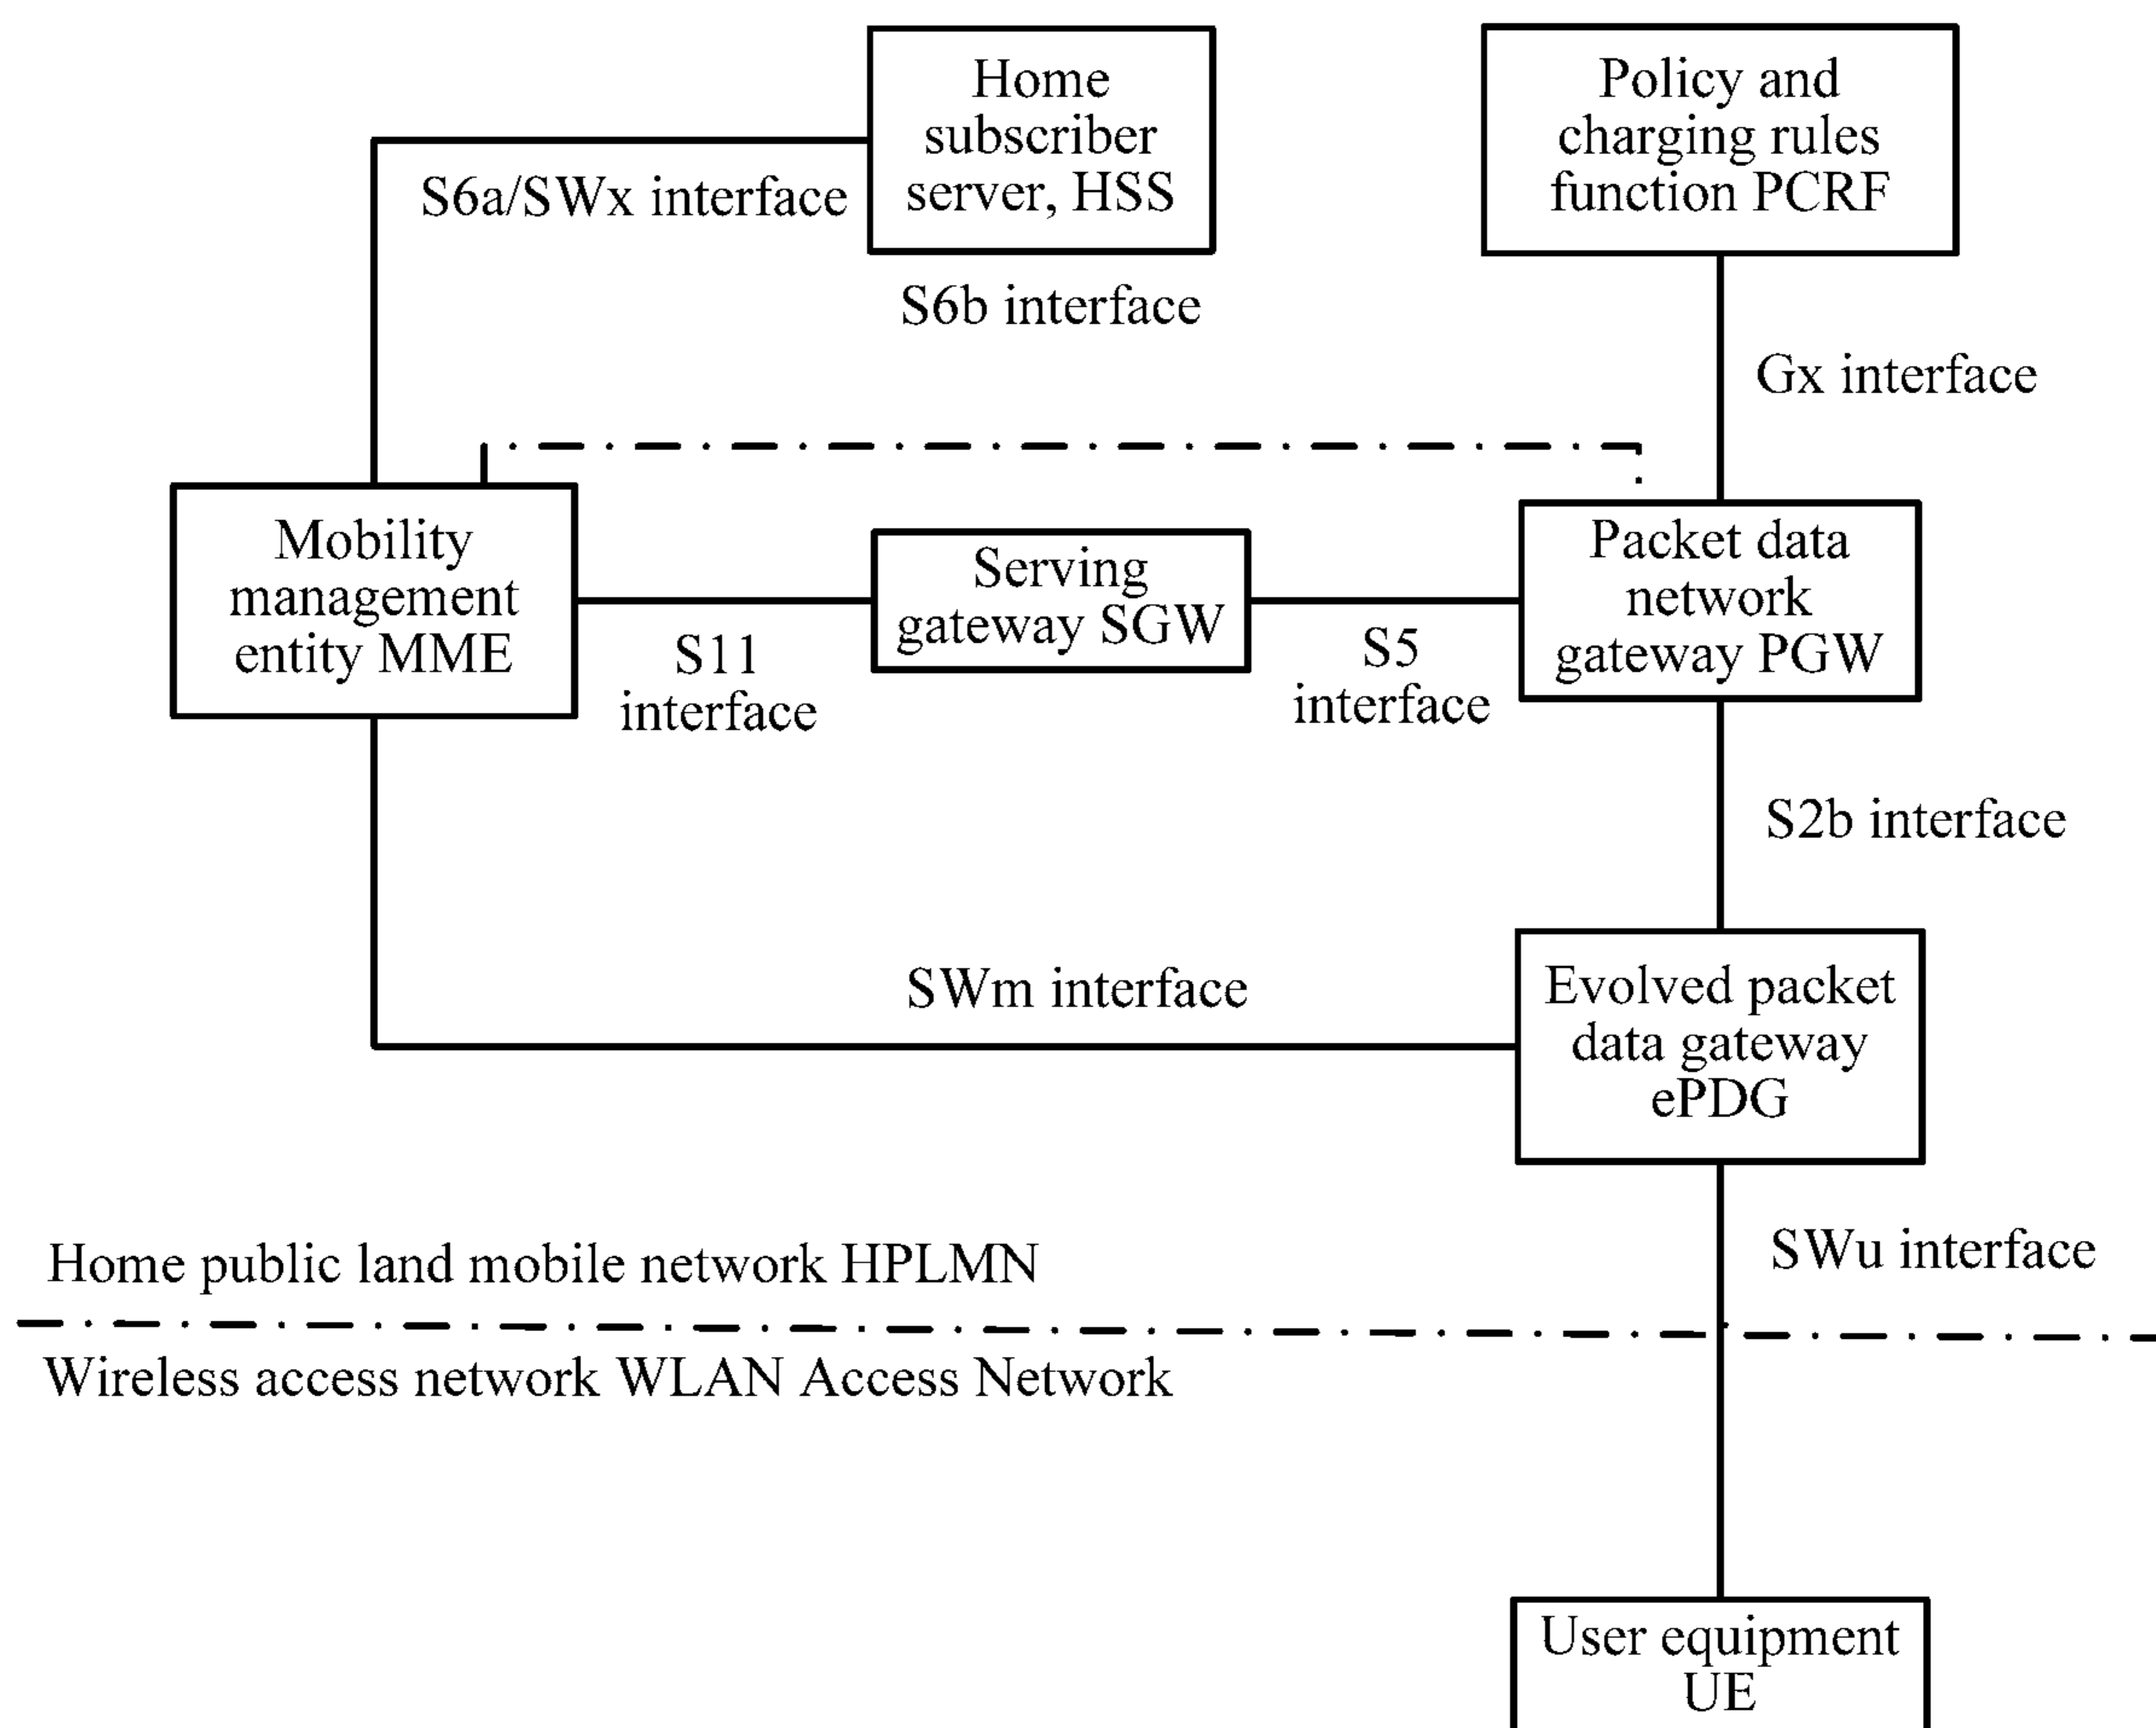 Home
subscriber
server, HSS
Policy and
charging rules
function PCRF
S6a/SWx interface
S6b interface
Gx interface
Mobility
management
entity MME
Serving
gateway SGW
Packet data
network
gateway PGW
S11
interface
S5
interface
S2b interface
SWm interface
Evolved packet
data gateway
ePDG
Home public land mobile network HPLMN
SWu interface
Wireless access network WLAN Access Network
User equipment
UE